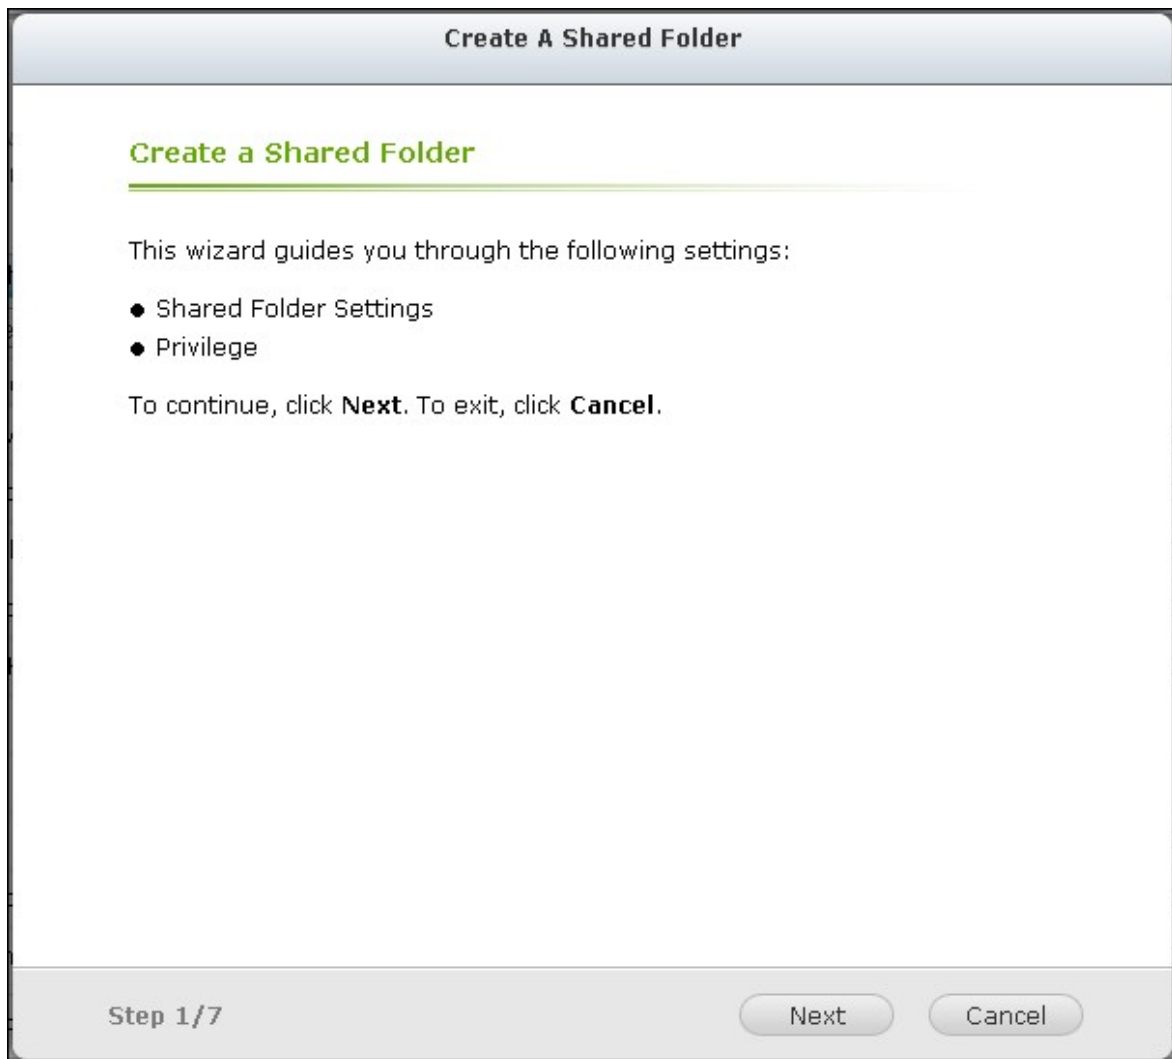 Create A Shared Folder
Create a Shared Folder
This wizard guides you through the following settings:
● Shared Folder Settings
● Privilege
To continue, click Next. To exit, click Cancel.
Step 1/7
Next
Cancel